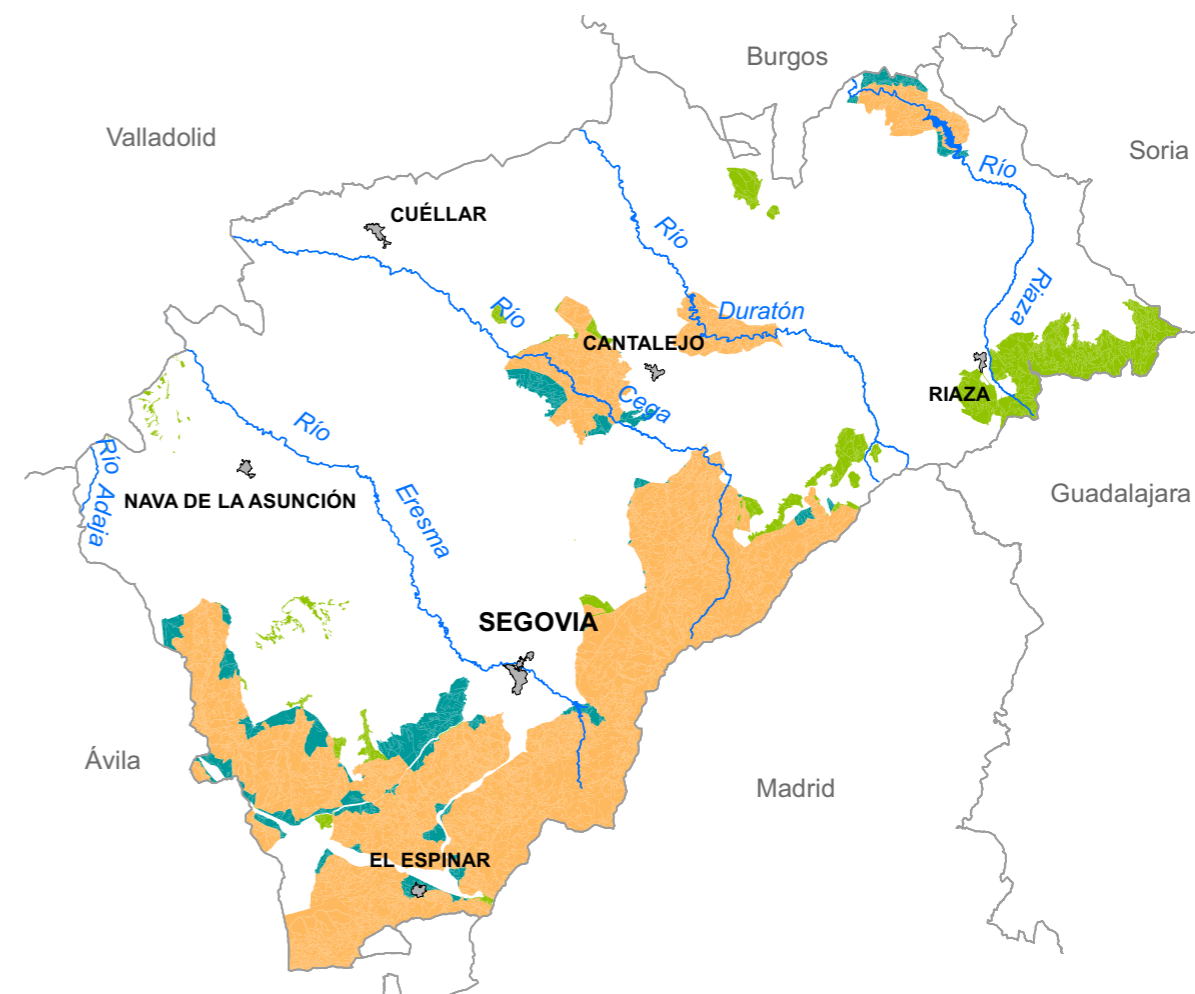 Burgos
Valladolid
Soria
Río
CUÉLLAR
Río
Riaza
Río
Duratón
CANTALEJO
RIAZA
Cega
Río
Río Adaja
NAVA DE LA ASUNCIÓN
Eresma
Guadalajara
SEGOVIA
Ávila
Madrid
EL ESPINAR